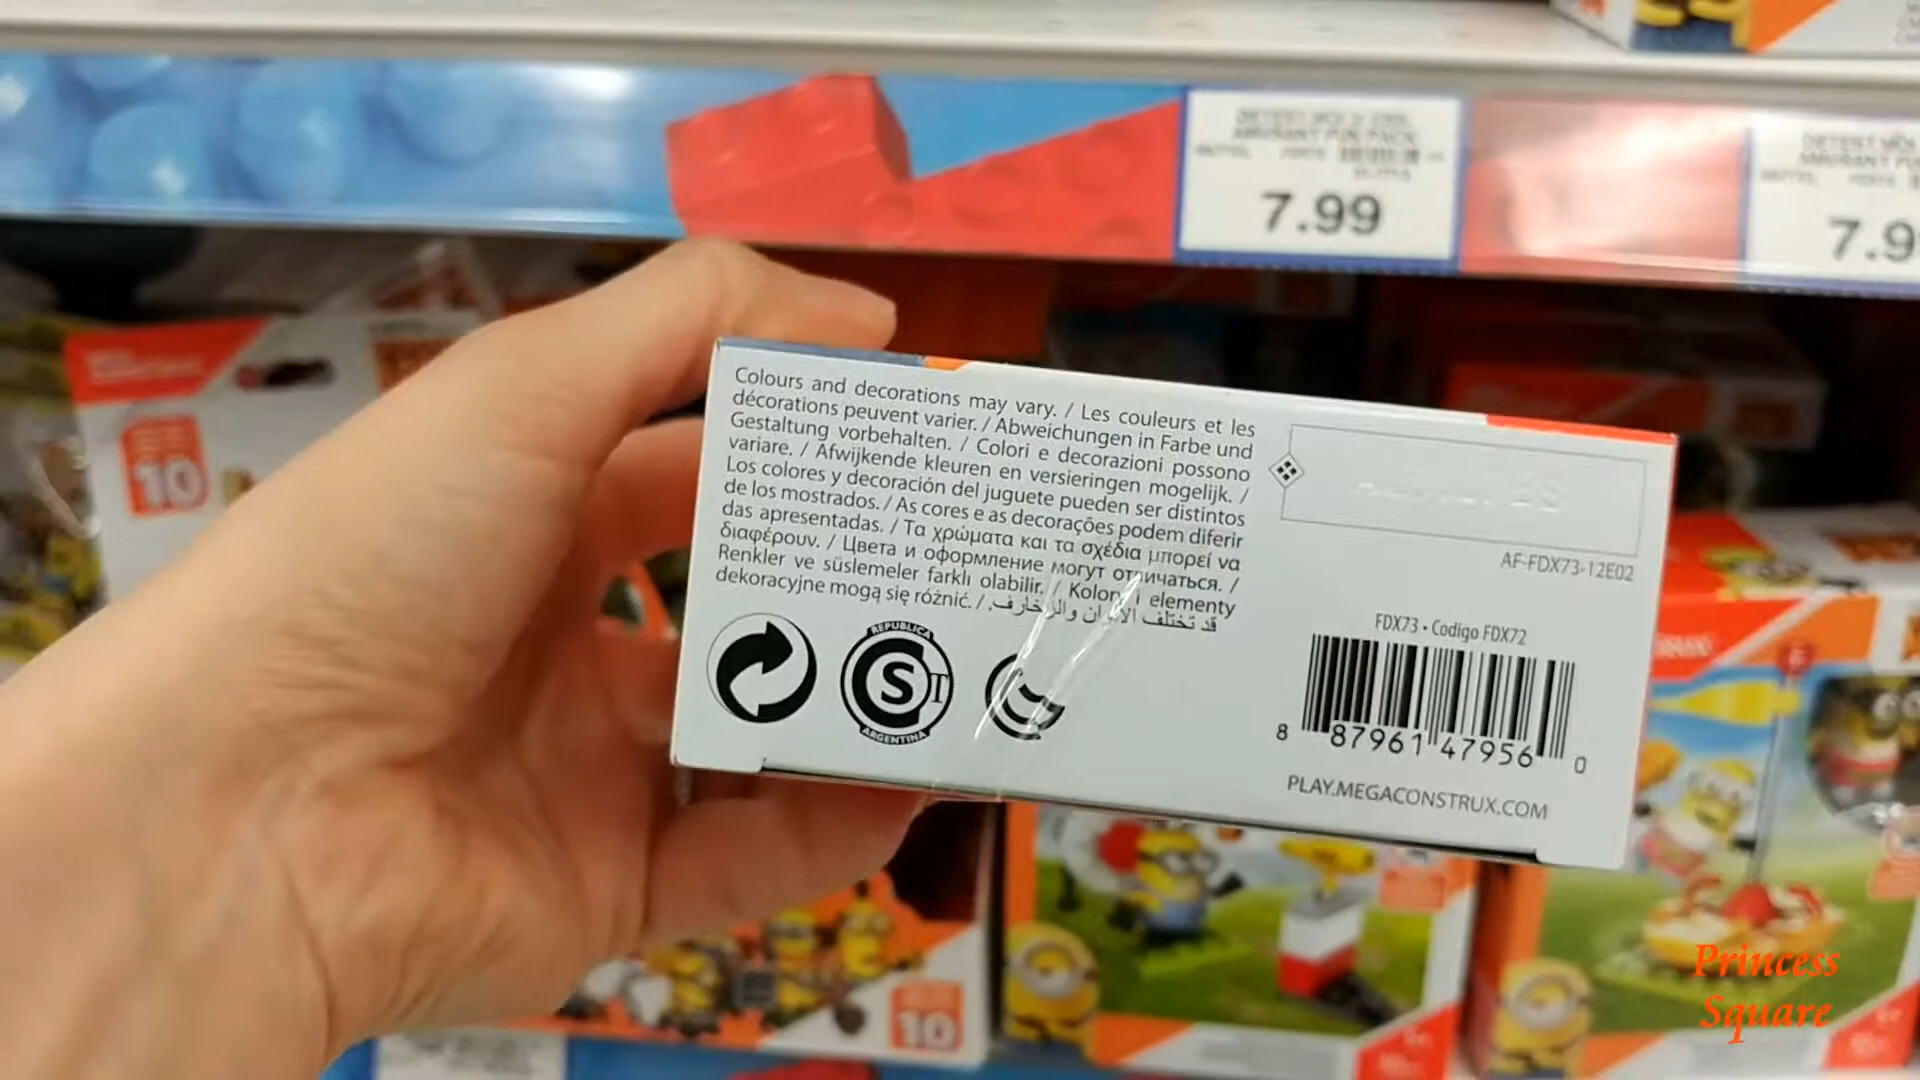 7.99
7.9
10
Colours and decorations may vary. / Les couleurs et les
décorations peuvent varier. / Abweichungen in Farbe und
Gestaltung vorbehalten. / Colori e decorazioni possono
variare. / Afwijkende kleuren en versieringen mogelijk. /
Los colores y decoración del juguete pueden ser distintos
de los mostrados. / As cores e as decorações podem diferir
das apresentadas. / Τα χρώματα και τα σχέδια μπορεί να
διαφέρουν. / Цвета и оформление могут отличаться. /
Renkler ve süslemeler farklı olabilir. / Kolory i elementy
dekoracyjne mogą się różnić. / قد تختلف الألوان والزخارف.
AF-FDX73-12E02
FDX73 • Codigo FDX72
8 87961 47956 0
PLAY.MEGACONSTRUX.COM
REPUBLICA
S T
ARGENTINA
10
Princess
Square